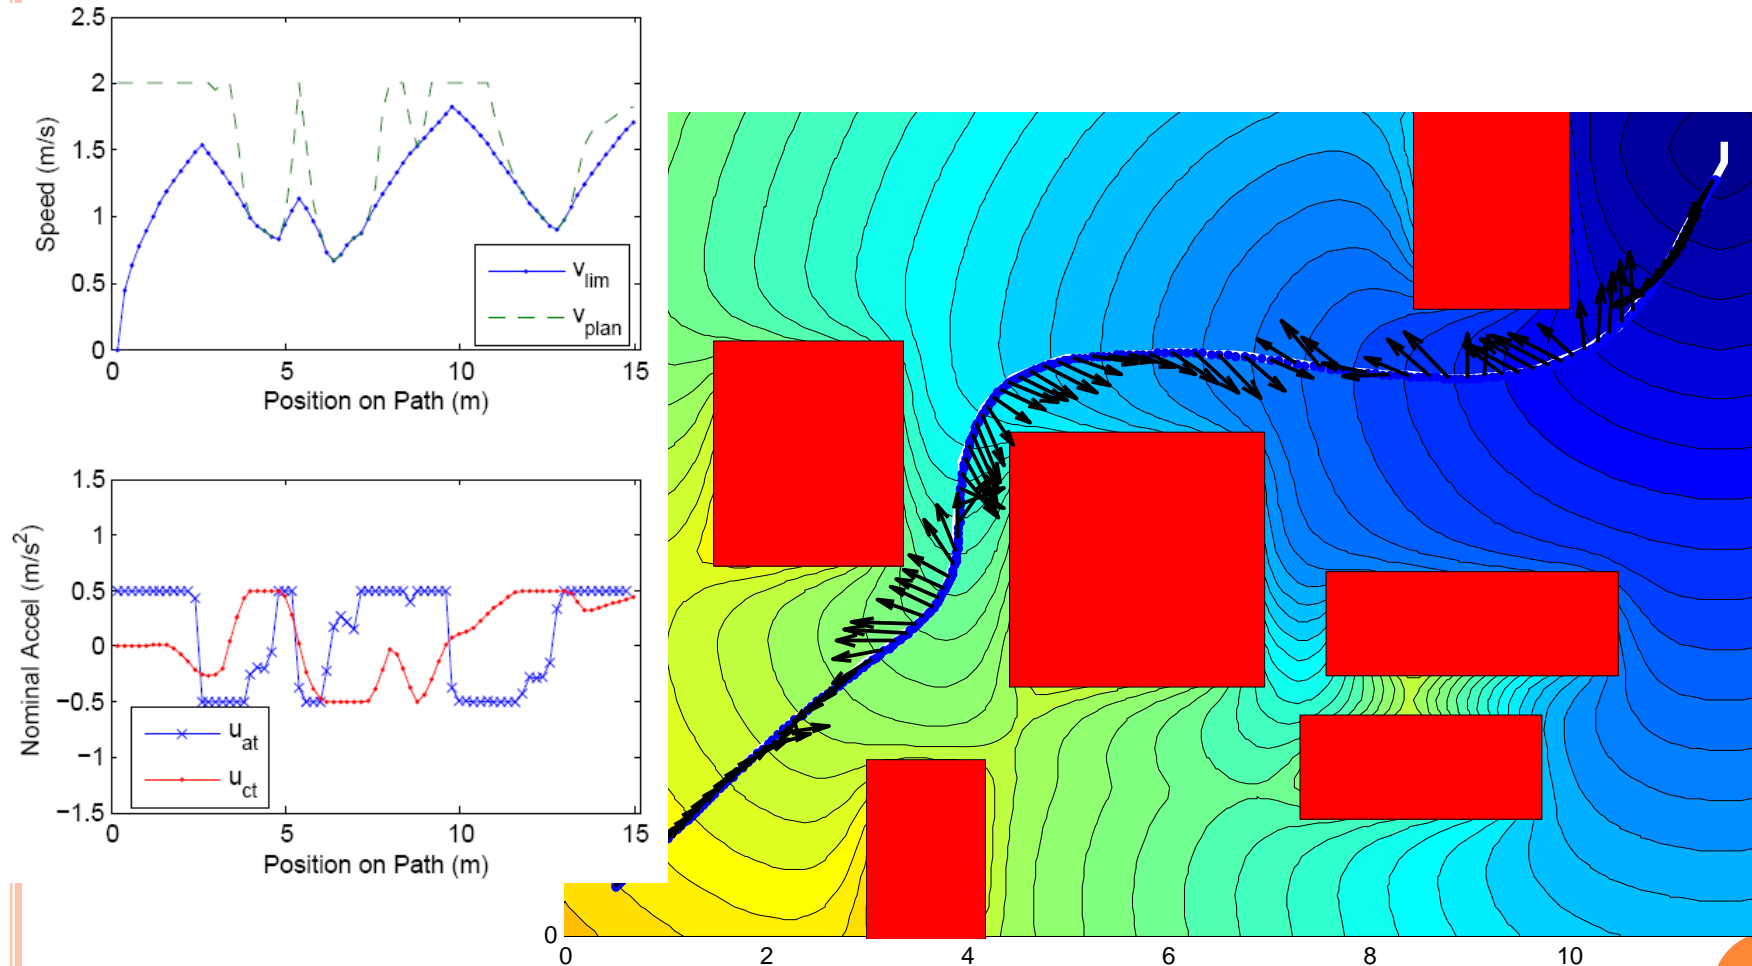 2.5
2
1.5
1
0.5
0
Speed (m/s)
v_lim
v_plan
0 5 10 15
Position on Path (m)
1.5
1
0.5
0
−0.5
−1
−1.5
Nominal Accel (m/s²)
u_at
u_ct
0 5 10 15
Position on Path (m)
0
0 2 4 6 8 10